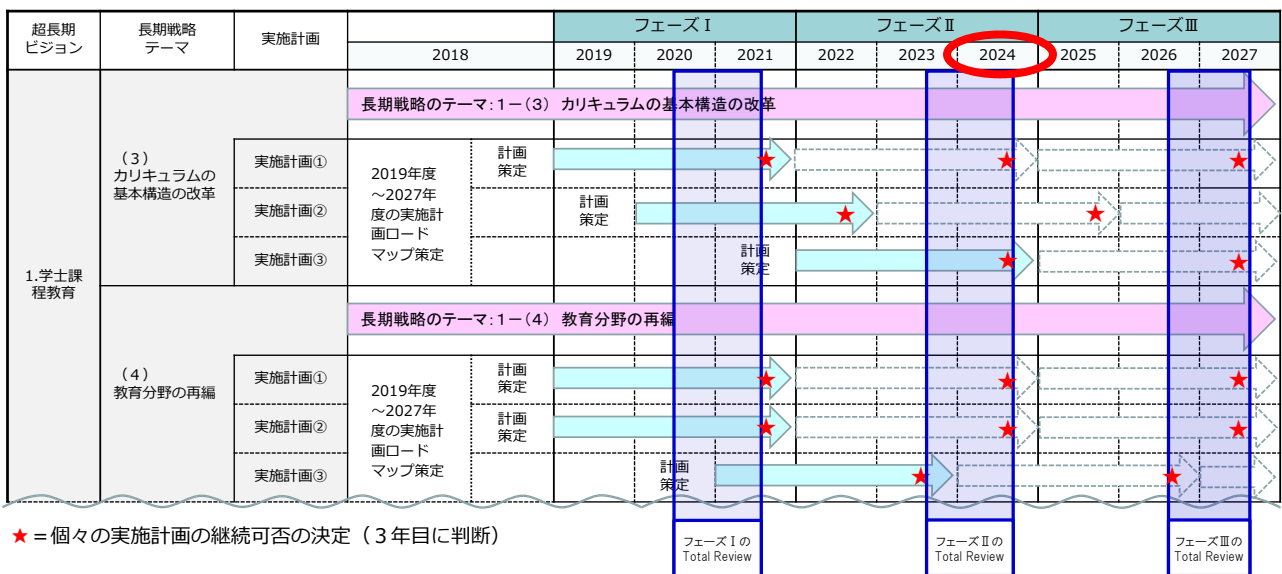 超長期
ビジョン
長期戦略
テーマ
実施計画
フェーズⅠ
フェーズⅡ
フェーズⅢ
2018
2019
2020
2021
2022
2023
2024
2025
2026
2027
1.学士課
程教育
(3)
カリキュラムの
基本構造の改革
長期戦略のテーマ：1－(3) カリキュラムの基本構造の改革
実施計画①
実施計画②
実施計画③
2019年度
～2027年
度の実施計
画ロード
マップ策定
計画
策定
計画
策定
計画
策定
(4)
教育分野の再編
長期戦略のテーマ：1－(4) 教育分野の再編
実施計画①
実施計画②
実施計画③
2019年度
～2027年
度の実施計
画ロード
マップ策定
計画
策定
計画
策定
計画
策定
★＝個々の実施計画の継続可否の決定（３年目に判断）
フェーズⅠの
Total Review
フェーズⅡの
Total Review
フェーズⅢの
Total Review